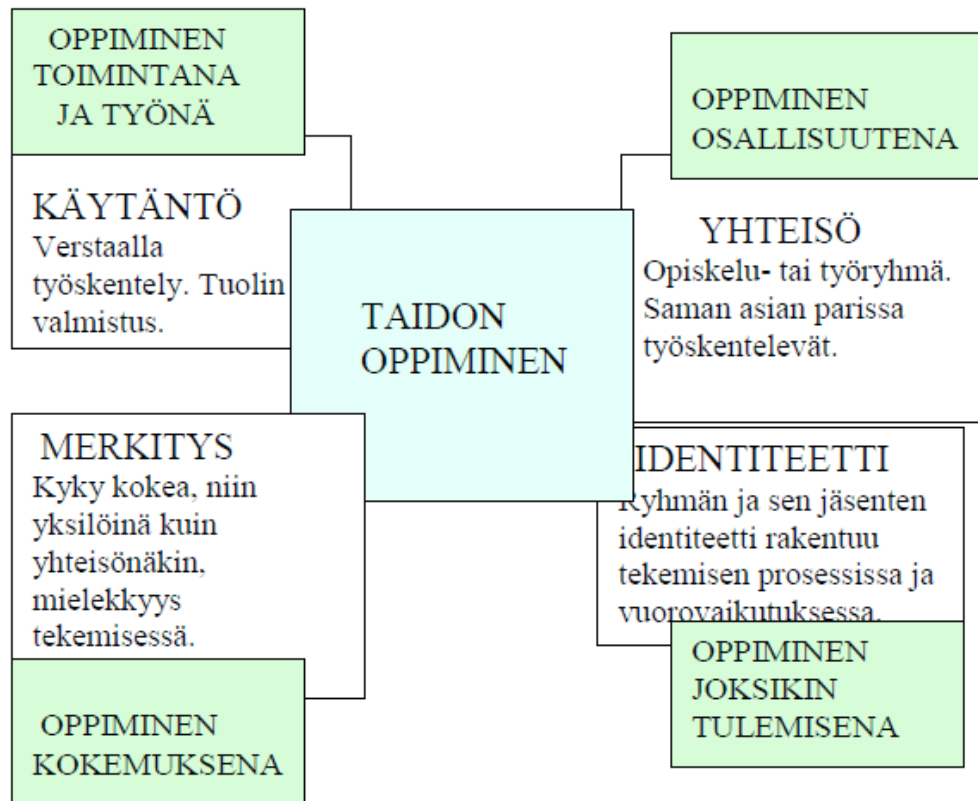 OPPIMINEN
TOIMINTANA
JA TYÖNÄ
KÄYTÄNTÖ
Verstaalla
työskentely. Tuolin
valmistus.
OPPIMINEN
OSALLISUUTENA
YHTEISÖ
Opiskelu- tai työryhmä.
Saman asian parissa
työskentelevät.
TAIDON
OPPIMINEN
MERKITYS
Kyky kokea, niin
yksilöinä kuin
yhteisönäkin,
mielekkyys
tekemisessä.
OPPIMINEN
KOKEMUKSENA
IDENTITEETTI
Ryhmän ja sen jäsenten
identiteetti rakentuu
tekemisen prosessissa ja
vuorovaikutuksessa.
OPPIMINEN
JOKSIKIN
TULEMISENA